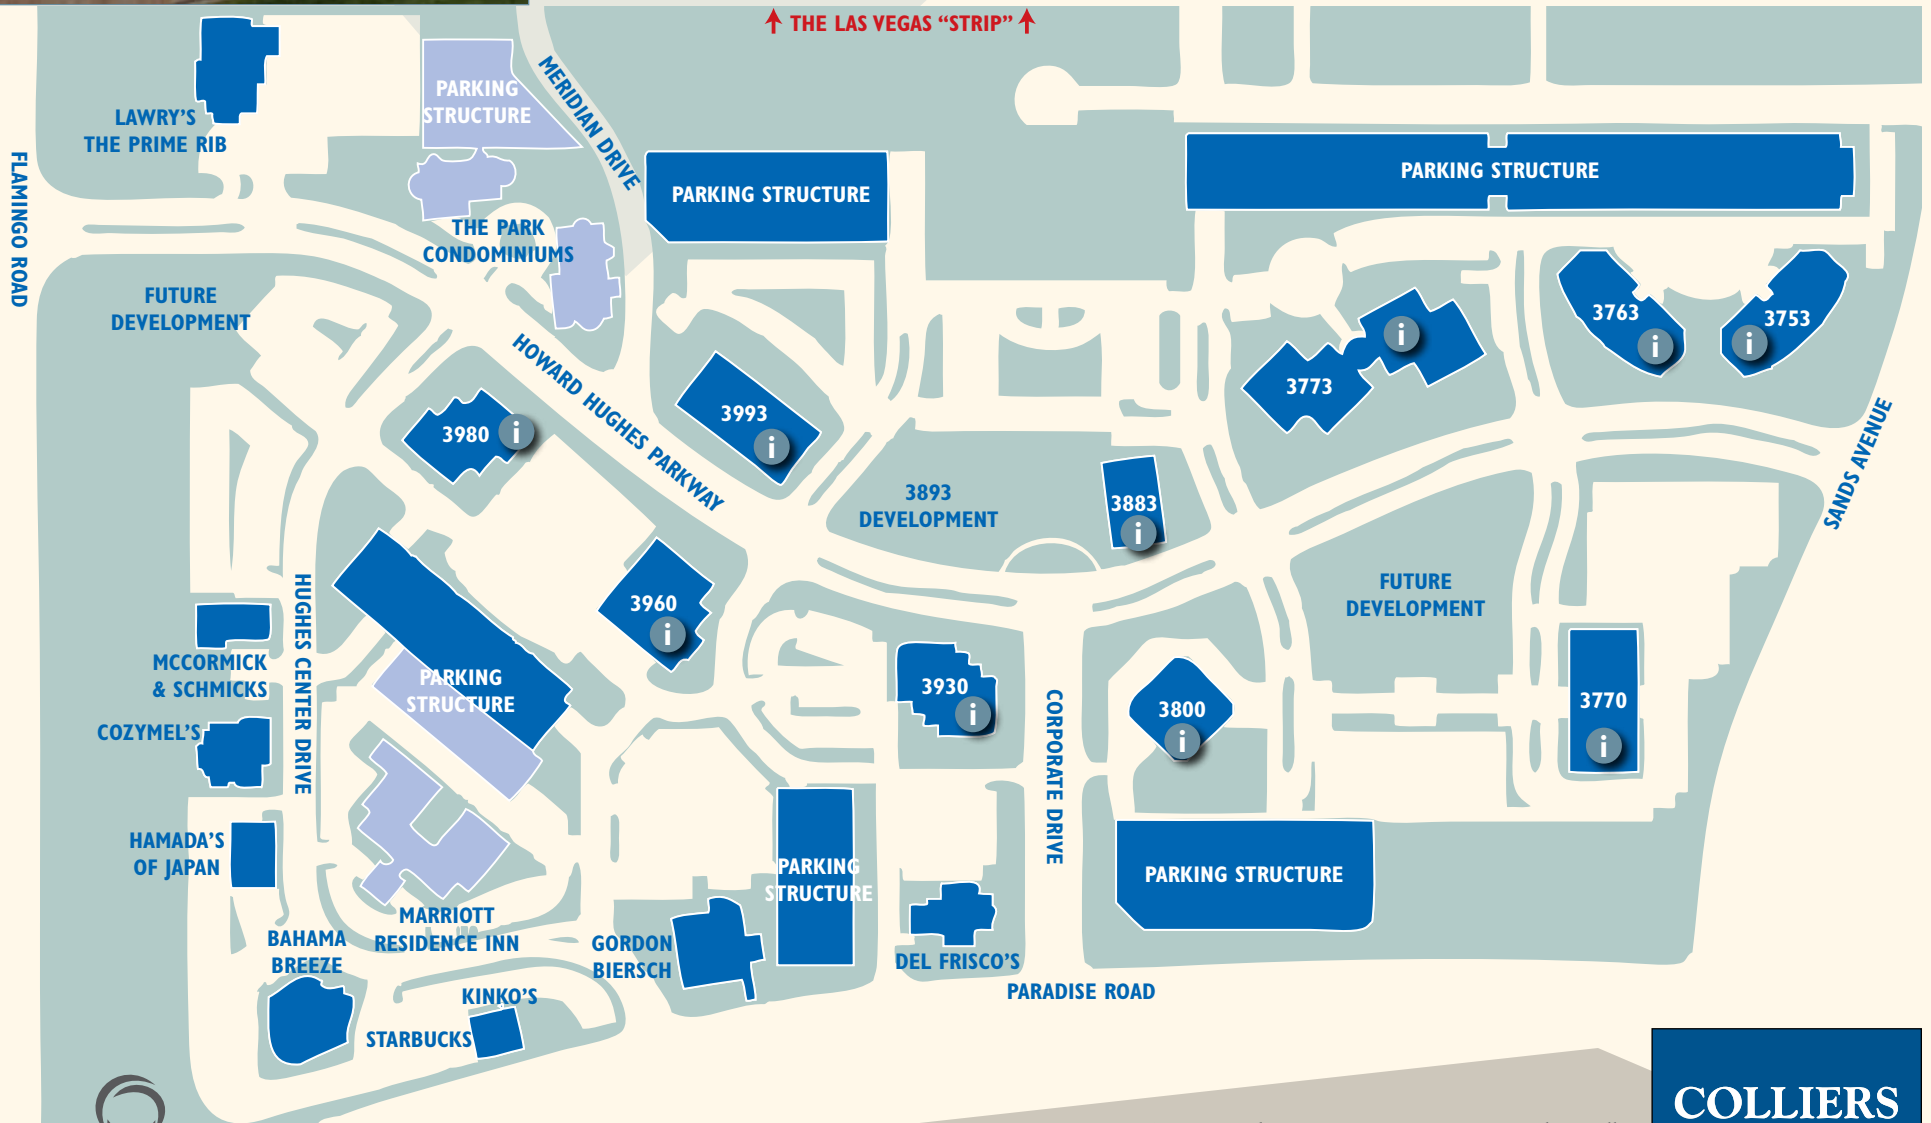 THE LAS VEGAS “STRIP”
LAWRY’S
THE PRIME RIB
PARKING
STRUCTURE
MERIDIAN DRIVE
FLAMINGO ROAD
PARKING STRUCTURE
PARKING STRUCTURE
THE PARK
CONDOMINIUMS
FUTURE
DEVELOPMENT
HOWARD HUGHES PARKWAY
3980
i
3993
i
3773
i
3763
i
3753
i
SANDS AVENUE
3893
DEVELOPMENT
3883
i
FUTURE
DEVELOPMENT
HUGHES CENTER DRIVE
3960
i
MCCORMICK
& SCHMICKS
PARKING
STRUCTURE
3930
i
CORPORATE DRIVE
3800
i
3770
i
COZYMEL’S
HAMADA’S
OF JAPAN
PARKING
STRUCTURE
PARKING STRUCTURE
MARRIOTT
RESIDENCE INN
BAHAMA
BREEZE
GORDON
BIERSCH
DEL FRISCO’S
PARADISE ROAD
KINKO’S
STARBUCKS
COLLIERS